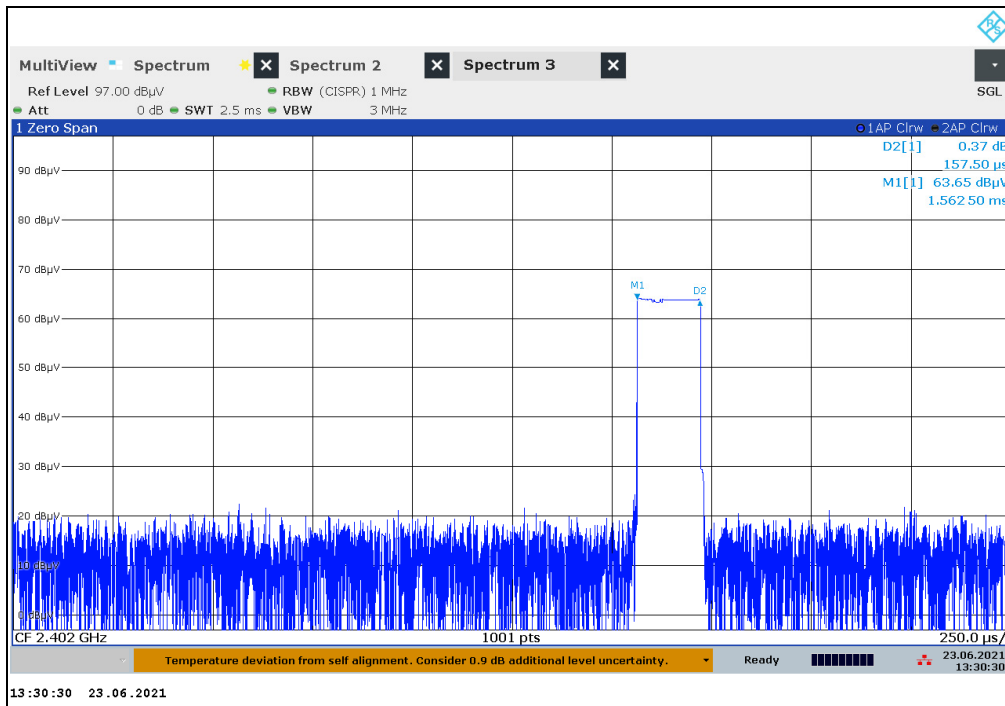 R&S
MultiView Spectrum Spectrum 2 Spectrum 3
Ref Level 97.00 dBµV RBW (CISPR) 1 MHz SGL
Att 0 dB SWT 2.5 ms VBW 3 MHz
1 Zero Span 1AP Clrw 2AP Clrw
D2[1] 0.37 dB
157.50 µs
M1[1] 63.65 dBµV
1.562 50 ms
90 dBµV
80 dBµV
70 dBµV
M1 D2
60 dBµV
50 dBµV
40 dBµV
30 dBµV
20 dBµV
10 dBµV
0 dBµV
CF 2.402 GHz 1001 pts 250.0 µs/
Temperature deviation from self alignment. Consider 0.9 dB additional level uncertainty. Ready 23.06.2021
13:30:30
13:30:30 23.06.2021